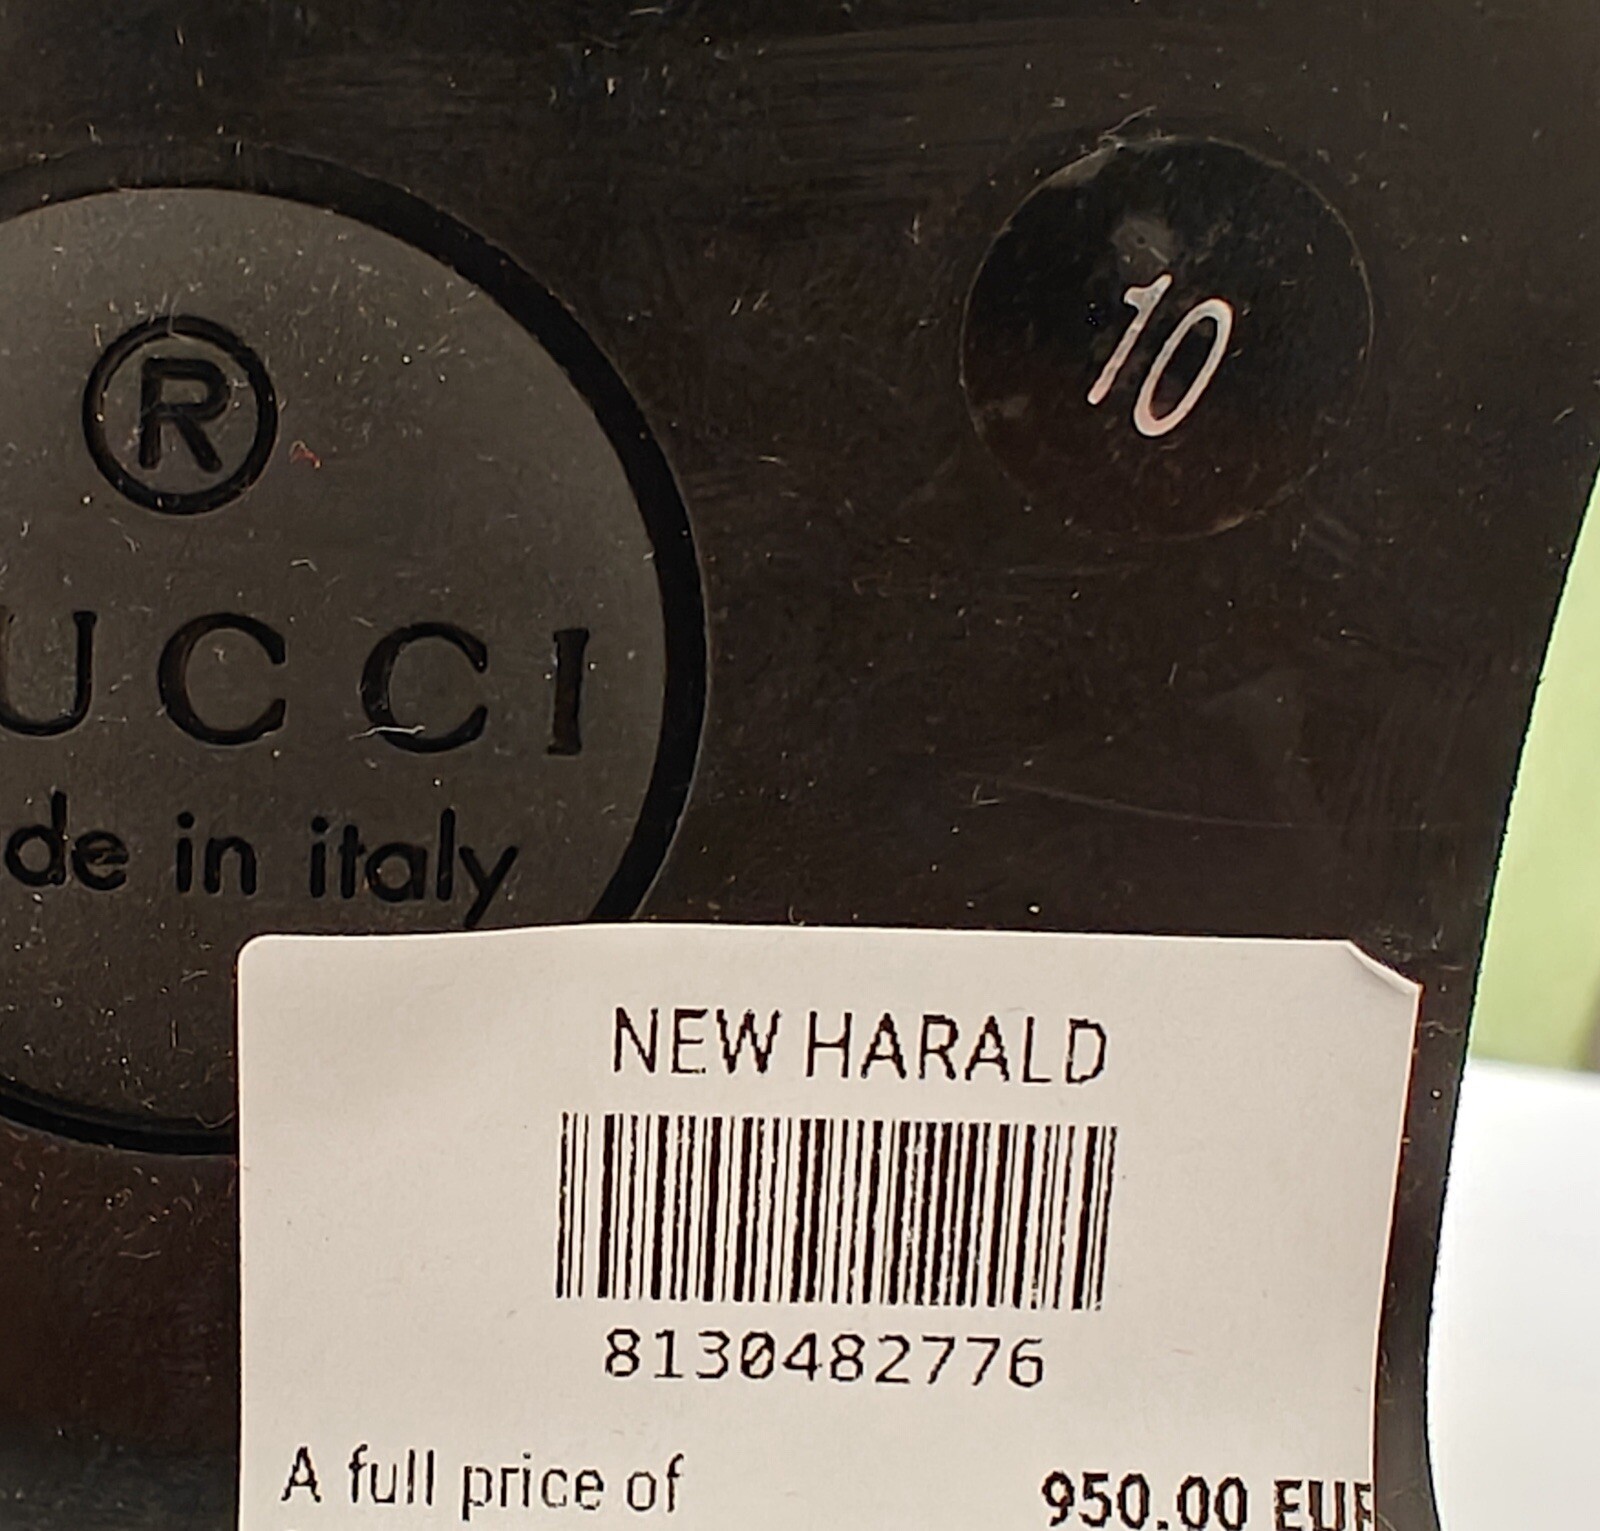 10
®
UCCI
de in italy
NEW HARALD
8130482776
A full price of 950.00 EUR